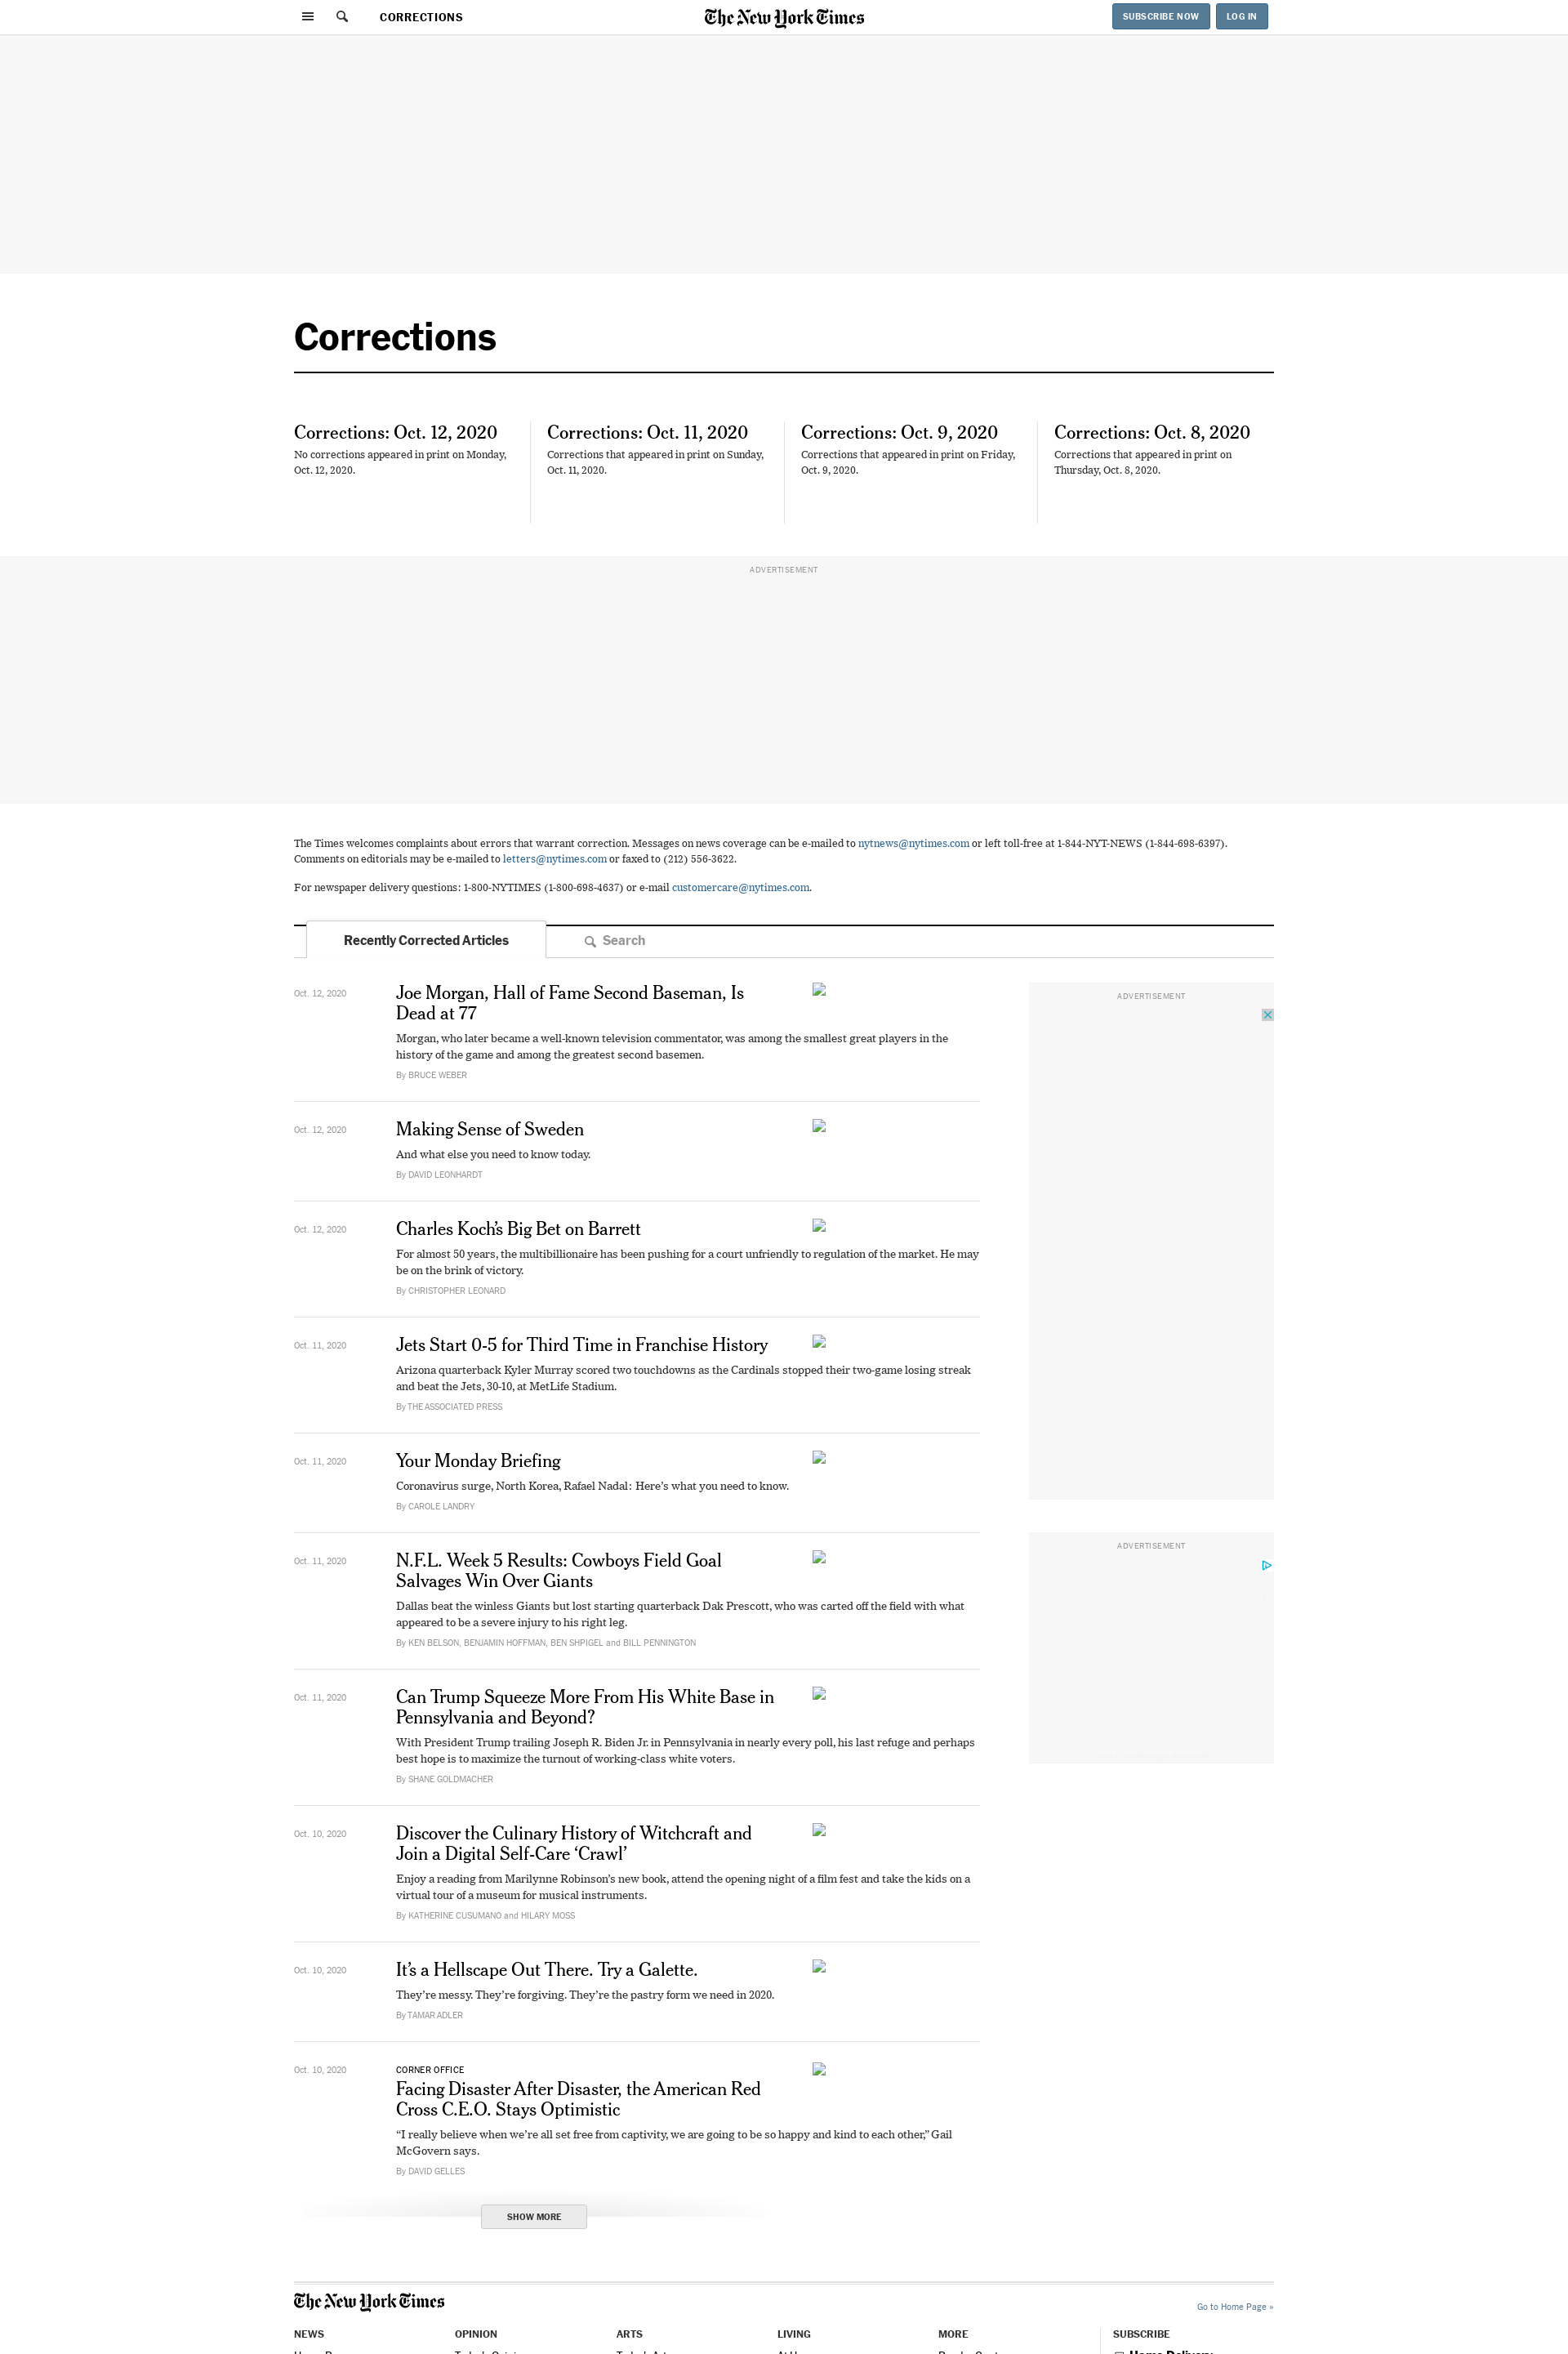 CORRECTIONS
The New York Times
SUBSCRIBE NOW
LOG IN
Corrections
Corrections: Oct. 12, 2020
No corrections appeared in print on Monday,
Oct. 12, 2020.
Corrections: Oct. 11, 2020
Corrections that appeared in print on Sunday,
Oct. 11, 2020.
Corrections: Oct. 9, 2020
Corrections that appeared in print on Friday,
Oct. 9, 2020.
Corrections: Oct. 8, 2020
Corrections that appeared in print on
Thursday, Oct. 8, 2020.
ADVERTISEMENT
The Times welcomes complaints about errors that warrant correction. Messages on news coverage can be e-mailed to nytnews@nytimes.com or left toll-free at 1-844-NYT-NEWS (1-844-698-6397).
Comments on editorials may be e-mailed to letters@nytimes.com or faxed to (212) 556-3622.
For newspaper delivery questions: 1-800-NYTIMES (1-800-698-4637) or e-mail customercare@nytimes.com.
Recently Corrected Articles
Search
Oct. 12, 2020
Joe Morgan, Hall of Fame Second Baseman, Is
Dead at 77
Morgan, who later became a well-known television commentator, was among the smallest great players in the
history of the game and among the greatest second basemen.
By BRUCE WEBER
ADVERTISEMENT
Oct. 12, 2020
Making Sense of Sweden
And what else you need to know today.
By DAVID LEONHARDT
Oct. 12, 2020
Charles Koch’s Big Bet on Barrett
For almost 50 years, the multibillionaire has been pushing for a court unfriendly to regulation of the market. He may
be on the brink of victory.
By CHRISTOPHER LEONARD
Oct. 11, 2020
Jets Start 0-5 for Third Time in Franchise History
Arizona quarterback Kyler Murray scored two touchdowns as the Cardinals stopped their two-game losing streak
and beat the Jets, 30-10, at MetLife Stadium.
By THE ASSOCIATED PRESS
Oct. 11, 2020
Your Monday Briefing
Coronavirus surge, North Korea, Rafael Nadal: Here’s what you need to know.
By CAROLE LANDRY
Oct. 11, 2020
N.F.L. Week 5 Results: Cowboys Field Goal
Salvages Win Over Giants
Dallas beat the winless Giants but lost starting quarterback Dak Prescott, who was carted off the field with what
appeared to be a severe injury to his right leg.
By KEN BELSON, BENJAMIN HOFFMAN, BEN SHPIGEL and BILL PENNINGTON
ADVERTISEMENT
Oct. 11, 2020
Can Trump Squeeze More From His White Base in
Pennsylvania and Beyond?
With President Trump trailing Joseph R. Biden Jr. in Pennsylvania in nearly every poll, his last refuge and perhaps
best hope is to maximize the turnout of working-class white voters.
By SHANE GOLDMACHER
Oct. 10, 2020
Discover the Culinary History of Witchcraft and
Join a Digital Self-Care ‘Crawl’
Enjoy a reading from Marilynne Robinson’s new book, attend the opening night of a film fest and take the kids on a
virtual tour of a museum for musical instruments.
By KATHERINE CUSUMANO and HILARY MOSS
Oct. 10, 2020
It’s a Hellscape Out There. Try a Galette.
They’re messy. They’re forgiving. They’re the pastry form we need in 2020.
By TAMAR ADLER
Oct. 10, 2020
CORNER OFFICE
Facing Disaster After Disaster, the American Red
Cross C.E.O. Stays Optimistic
“I really believe when we’re all set free from captivity, we are going to be so happy and kind to each other,” Gail
McGovern says.
By DAVID GELLES
SHOW MORE
The New York Times
Go to Home Page »
NEWS
OPINION
ARTS
LIVING
MORE
SUBSCRIBE
Home Delivery